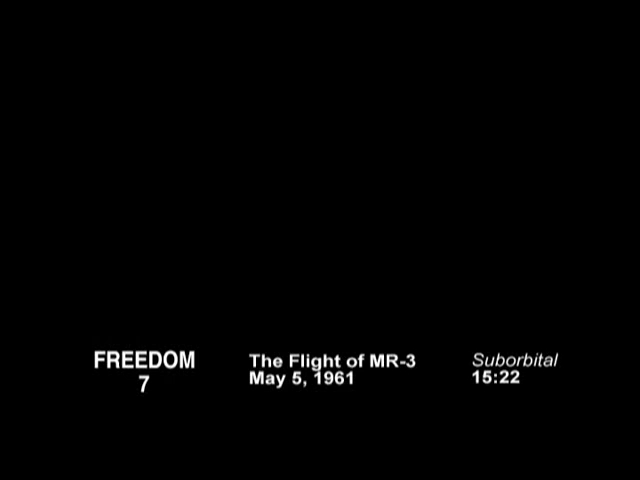 FREEDOM
7
The Flight of MR-3
May 5, 1961
Suborbital
15:22